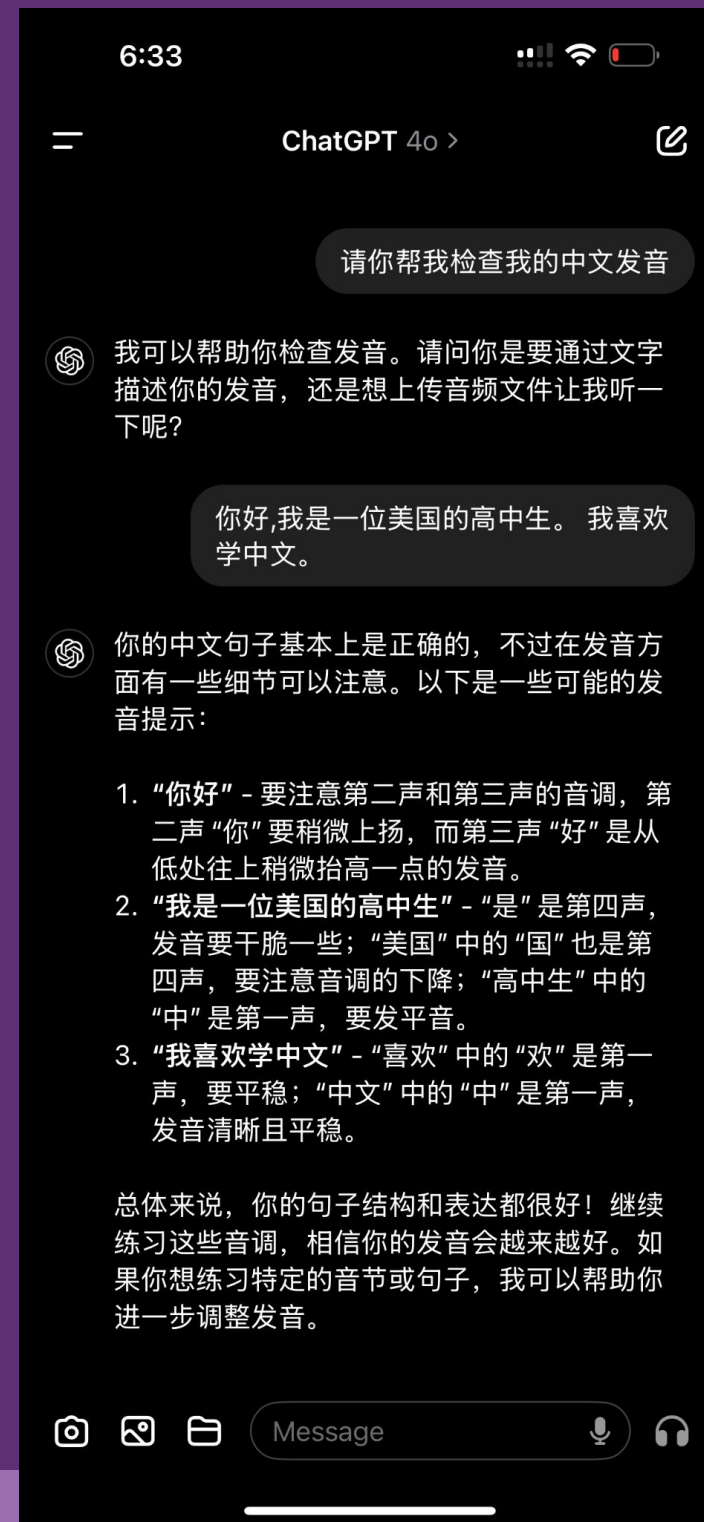 6:33
ChatGPT 4o >
请你帮我检查我的中文发音
我可以帮助你检查发音。请问你是要通过文字
描述你的发音，还是想上传音频文件让我听一
下呢？
你好,我是一位美国的高中生。 我喜欢
学中文。
你的中文句子基本上是正确的，不过在发音方
面有一些细节可以注意。以下是一些可能的发
音提示：
1. “你好” - 要注意第二声和第三声的音调，第
二声 “你” 要稍微上扬，而第三声 “好” 是从
低处往上稍微抬高一点的发音。
2. “我是一位美国的高中生” - “是” 是第四声，
发音要干脆一些；“美国” 中的 “国” 也是第
四声，要注意音调的下降；“高中生” 中的
“中” 是第一声，要发平音。
3. “我喜欢学中文” - “喜欢” 中的 “欢” 是第一
声，要平稳；“中文” 中的 “中” 是第一声，
发音清晰且平稳。
总体来说，你的句子结构和表达都很好！继续
练习这些音调，相信你的发音会越来越好。如
果你想练习特定的音节或句子，我可以帮助你
进一步调整发音。
Message